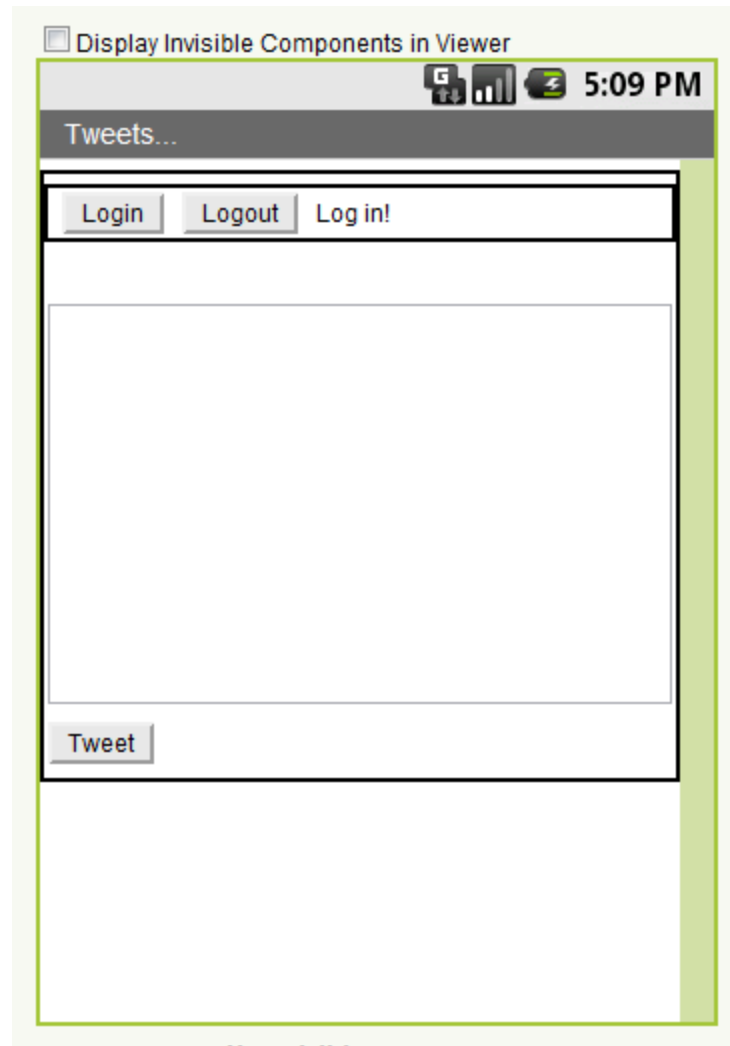 Display Invisible Components in Viewer
G 5:09 PM
Tweets...
Login Logout Log in!
Tweet